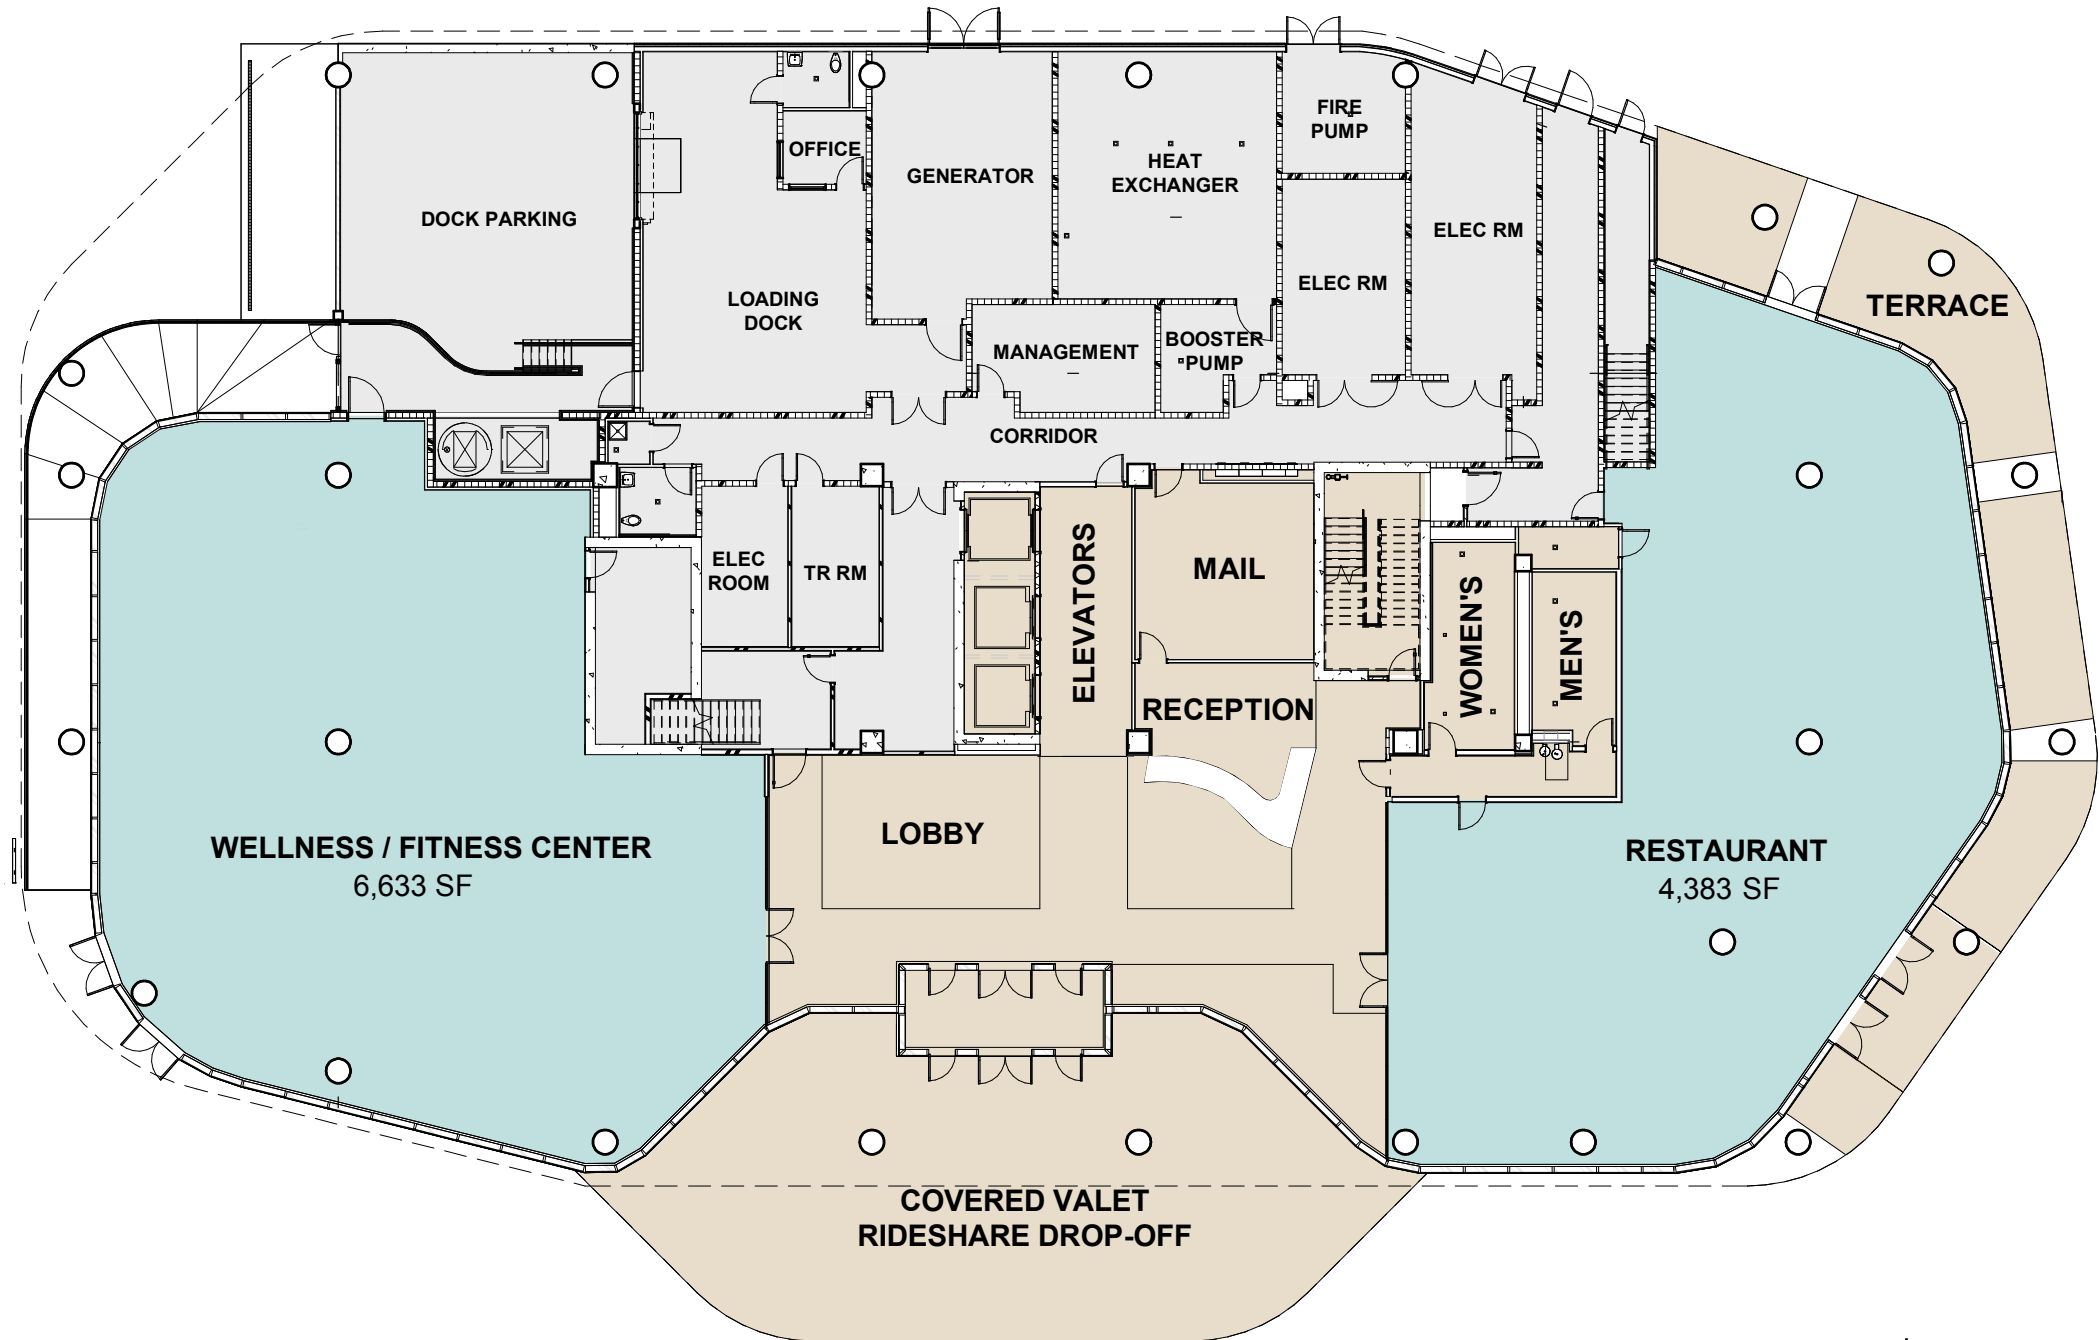 FIRE
PUMP
OFFICE
HEAT
EXCHANGER
GENERATOR
DOCK PARKING
ELEC RM
ELEC RM
LOADING
DOCK
TERRACE
MANAGEMENT
BOOSTER
PUMP
CORRIDOR
ELEVATORS
MAIL
ELEC
ROOM
TR RM
WOMEN'S
MEN'S
RECEPTION
LOBBY
WELLNESS / FITNESS CENTER
6,633 SF
RESTAURANT
4,383 SF
COVERED VALET
RIDESHARE DROP-OFF